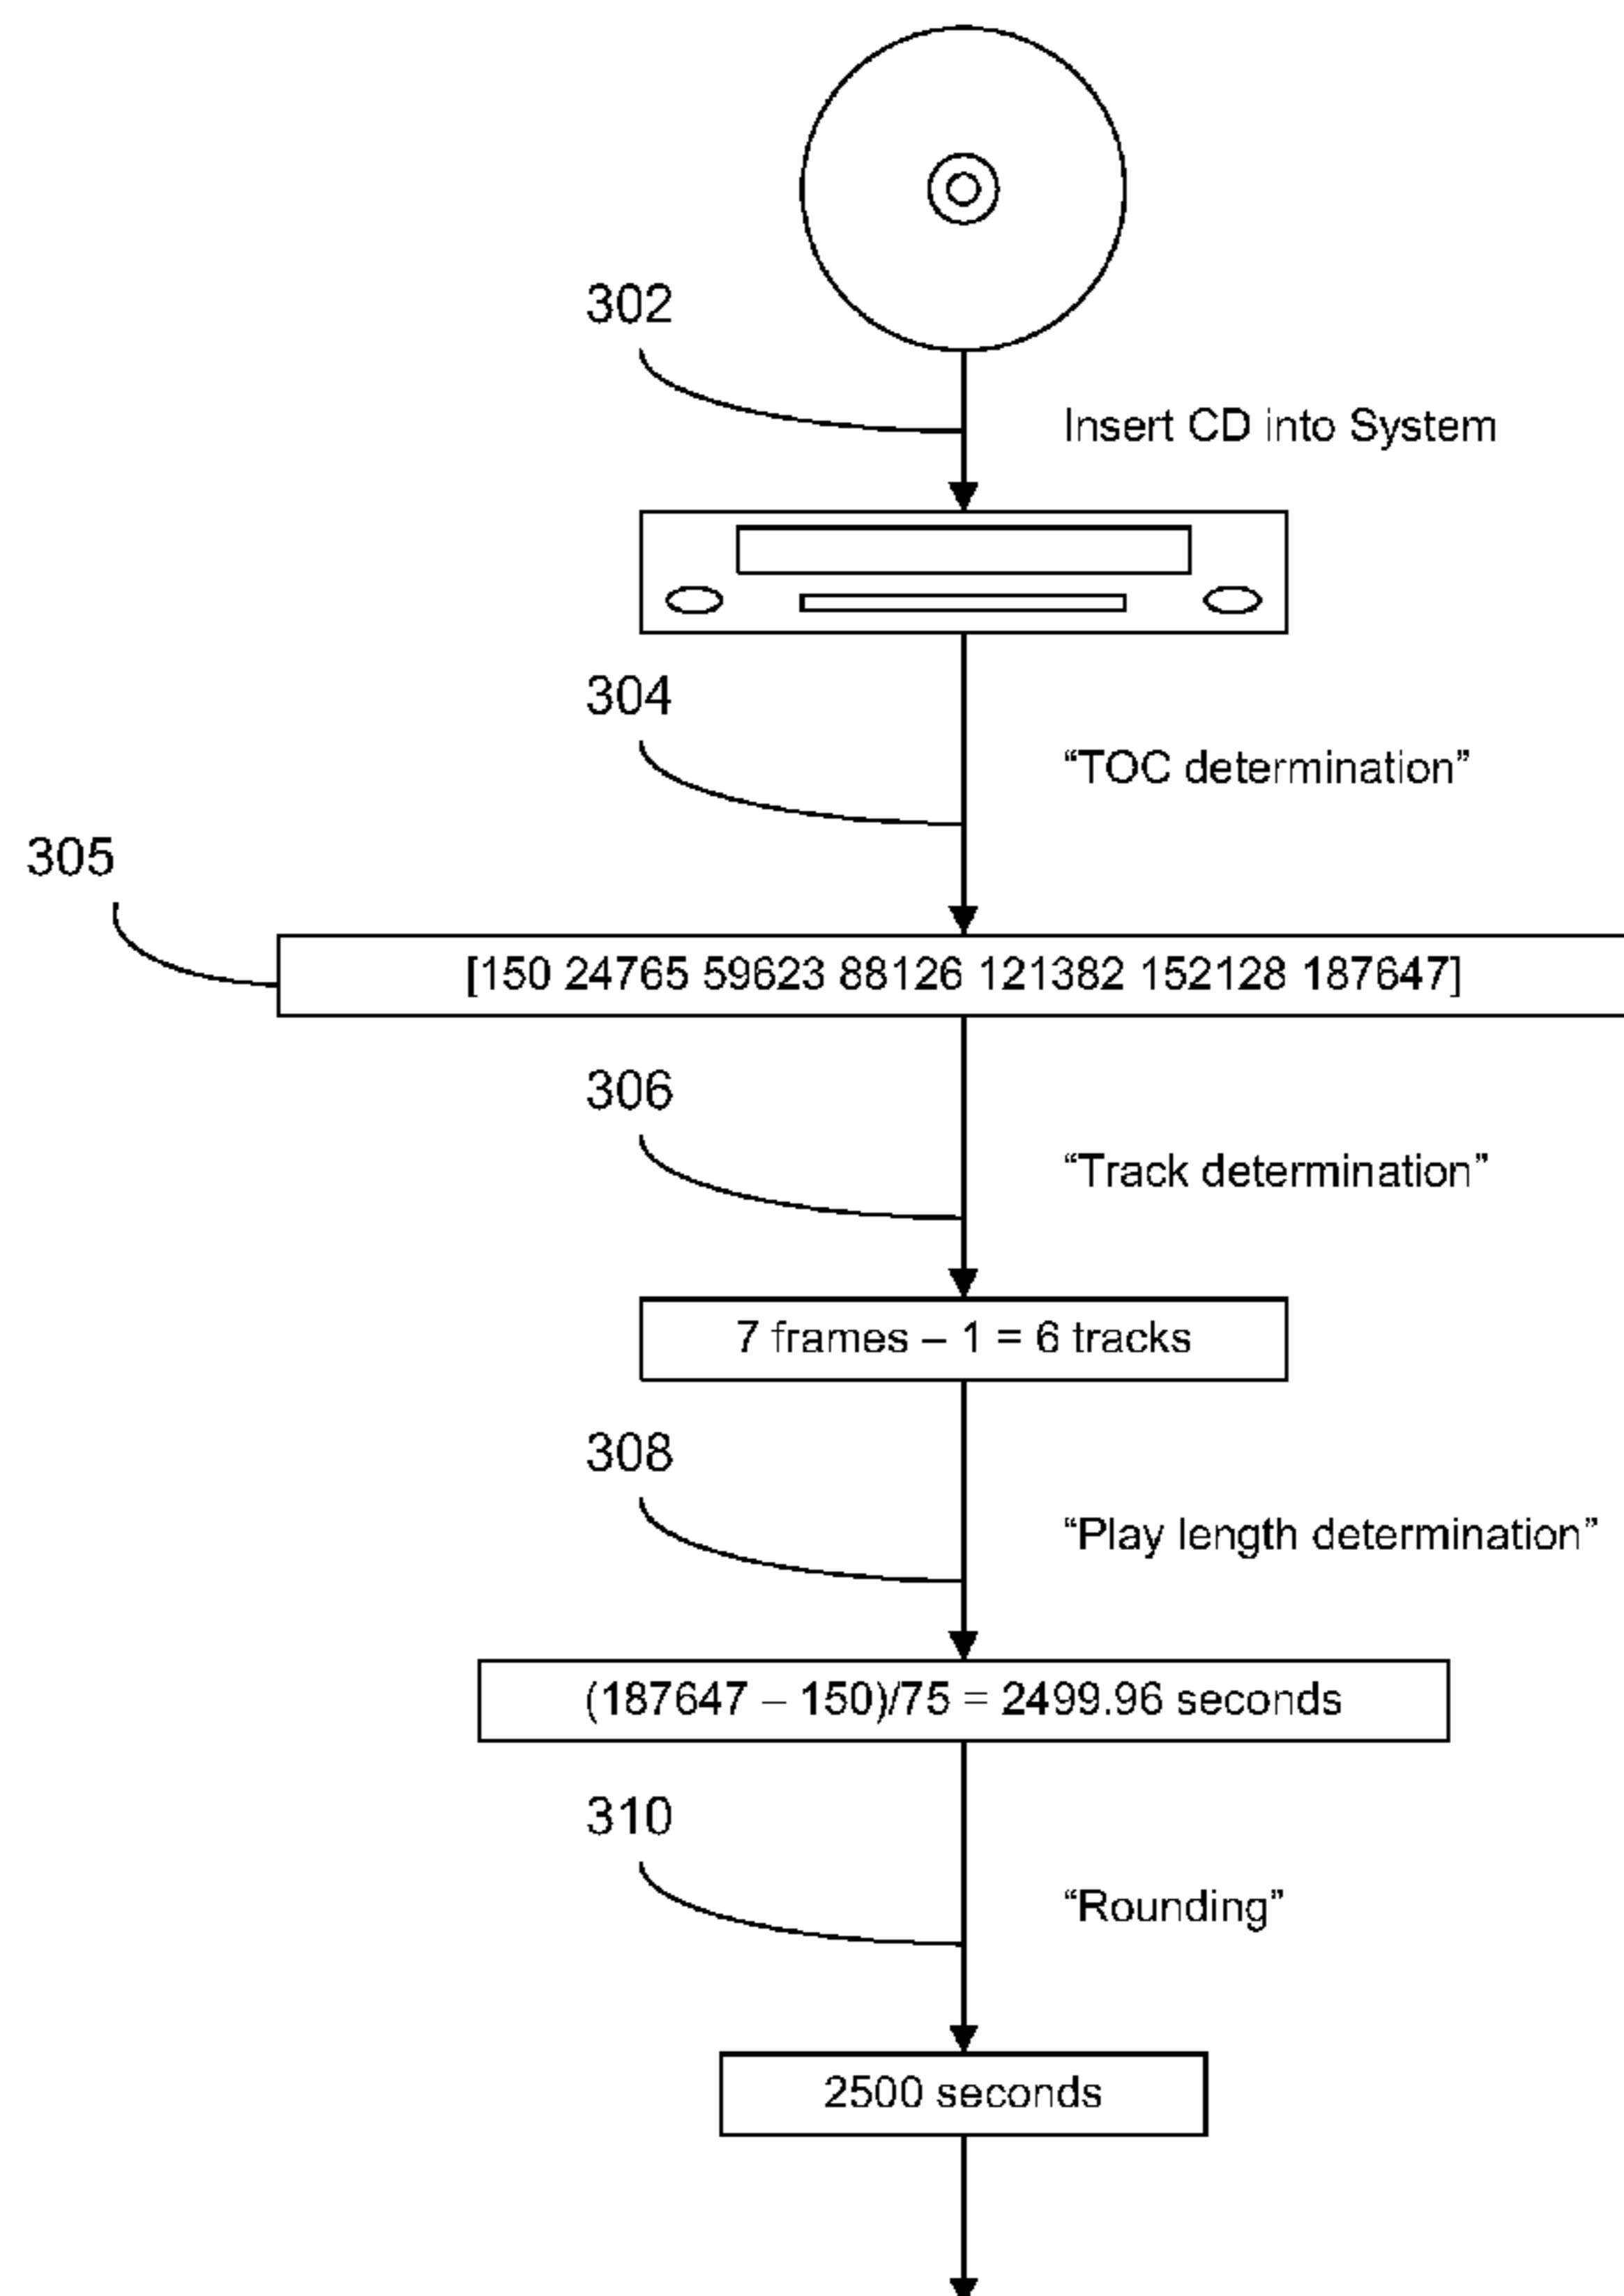 302
Insert CD into System
304
“TOC determination”
305
[150 24765 59623 88126 121382 152128 187647]
306
“Track determination”
7 frames – 1 = 6 tracks
308
“Play length determination”
(187647 – 150)/75 = 2499.96 seconds
310
“Rounding”
2500 seconds